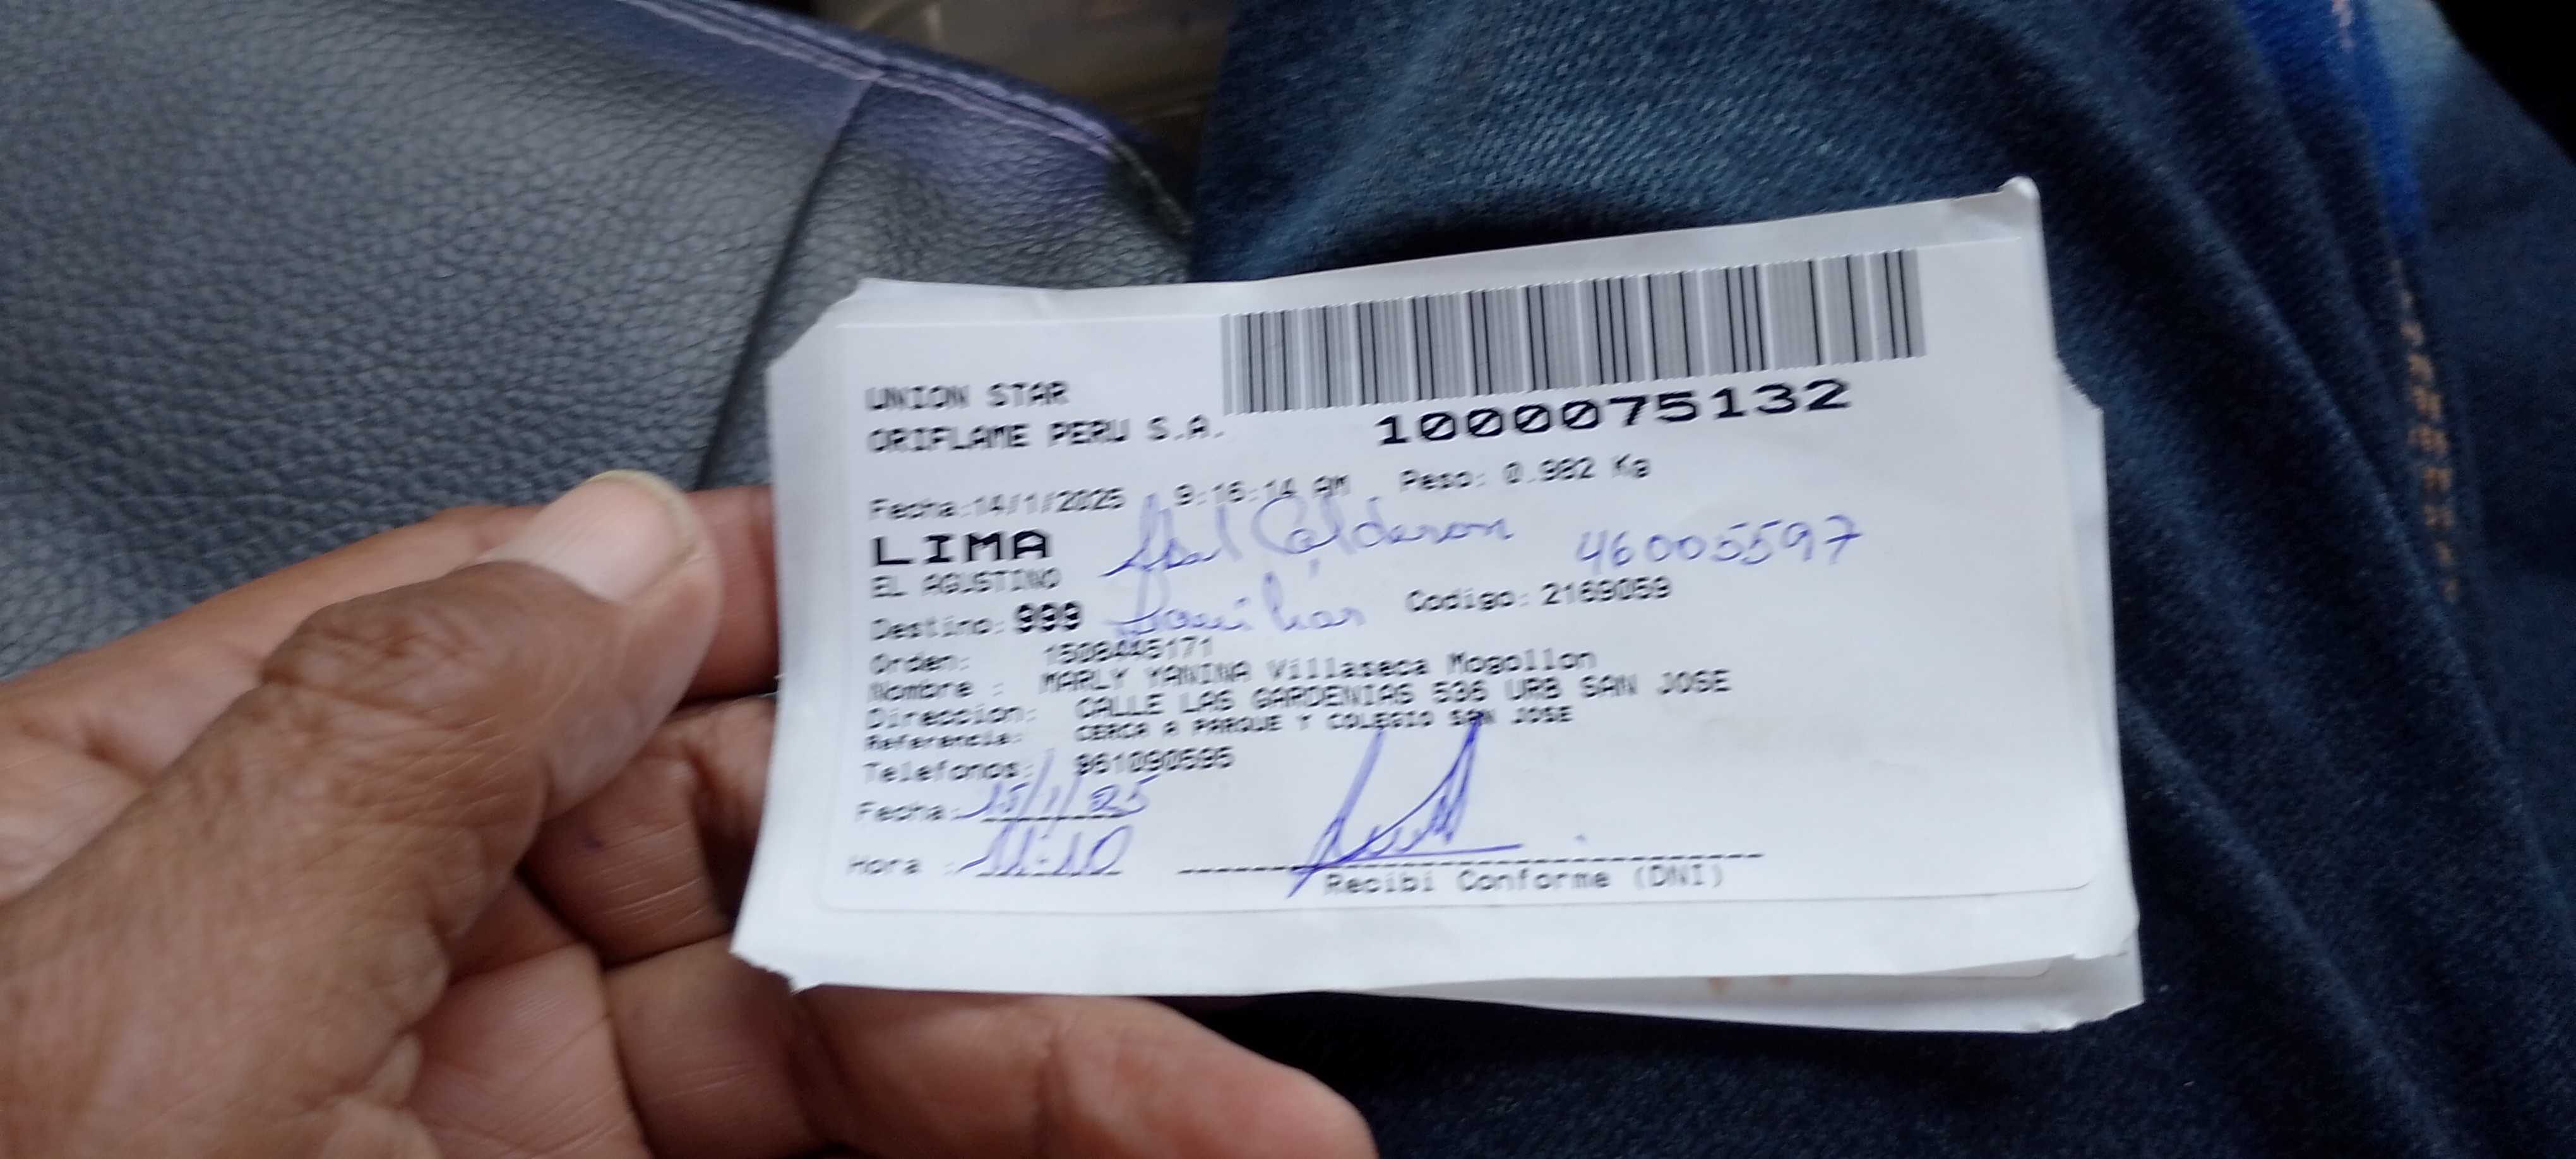 UNION STAR
ORIFLAME PERU S.A.
1000075132
Fecha:14/1/2025 9:16:14 AM Peso: 0.982 Kg
LIMA Calderon 46005597
EL AGUSTINO
Destino: 999 Codigo: 2169059
Orden: 1508445171
Nombre : MARLY YANINA Villaseca Mogollon
Direccion: CALLE LAS GARDENIAS 536 URB SAN JOSE
Referencia: CERCA A PARQUE Y COLEGIO SAN JOSE
Telefonos: 961090595
Fecha: 15/1/25
Hora : 11:10
Recibi Conforme (DNI)